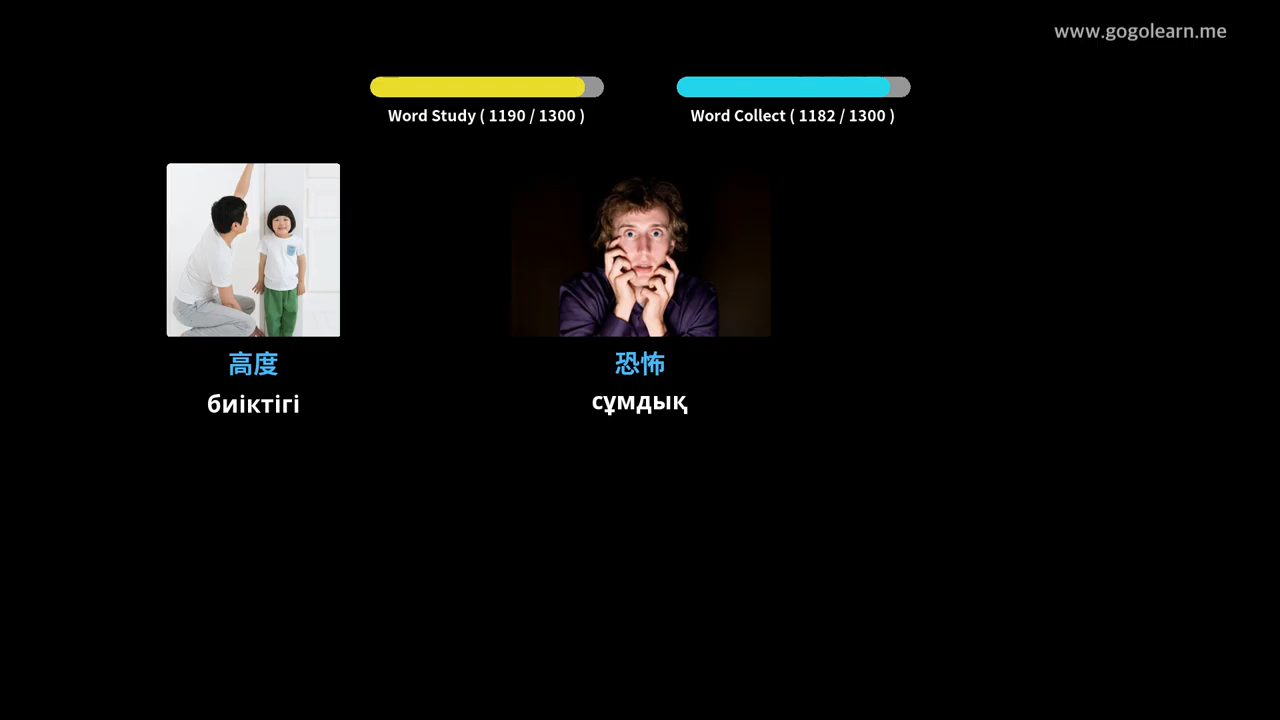 www.gogolearn.me
Word Study ( 1190 / 1300 )
Word Collect ( 1182 / 1300 )
高度
биіктігі
恐怖
сұмдық